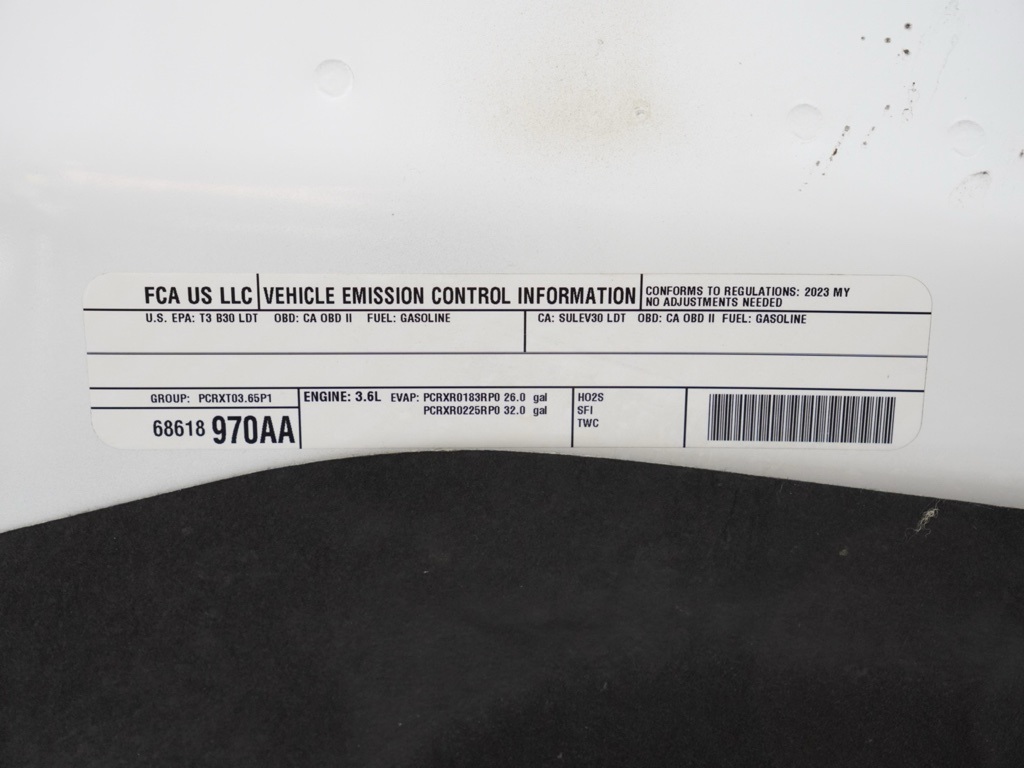 FCA US LLC
VEHICLE EMISSION CONTROL INFORMATION
CONFORMS TO REGULATIONS: 2023 MY
NO ADJUSTMENTS NEEDED
U.S. EPA: T3 B30 LDT OBD: CA OBD II FUEL: GASOLINE
CA: SULEV30 LDT OBD: CA OBD II FUEL: GASOLINE
GROUP: PCRXT03.65P1
68618 970AA
ENGINE: 3.6L EVAP: PCRXR0183RP0 26.0 gal
PCRXR0225RP0 32.0 gal
HO2S
SFI
TWC